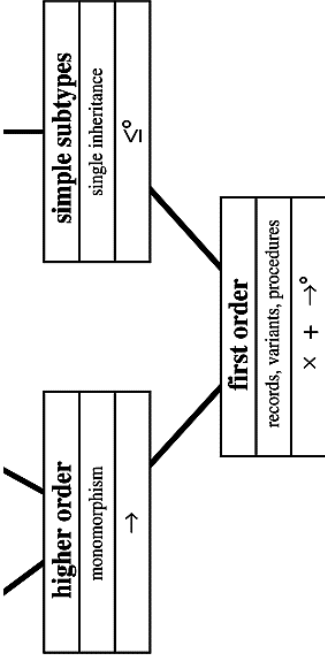 higher order
monomorphism
→
simple subtypes
single inheritance
≤°
first order
records, variants, procedures
× + →°